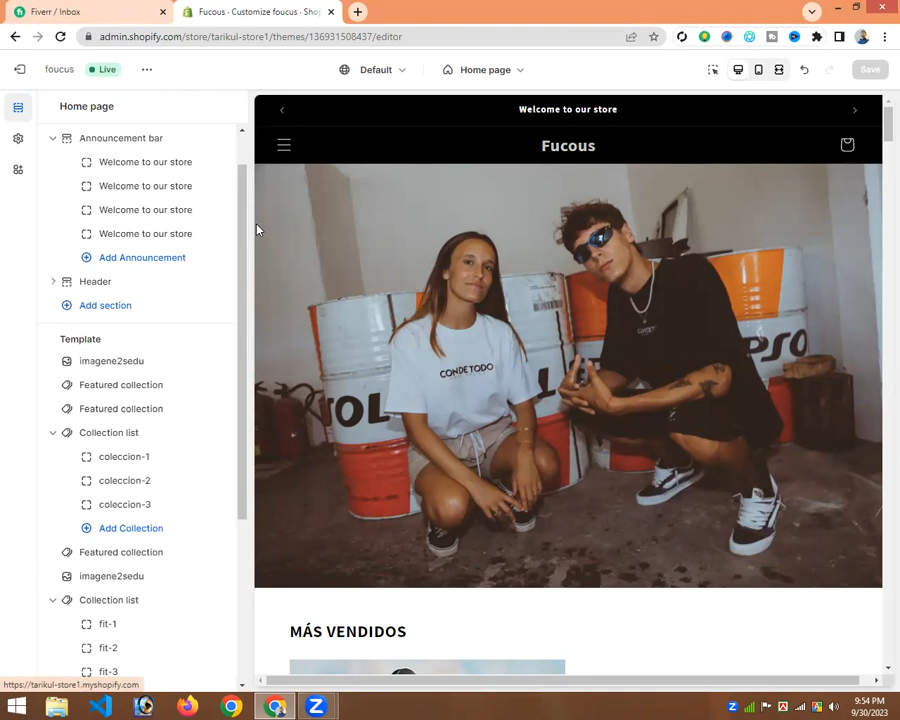 Fiverr / Inbox
Fucous · Customize foucus · Shop
admin.shopify.com/store/tarikul-store1/themes/136931508437/editor
foucus
Live
Default
Home page
Save
Home page
Announcement bar
Welcome to our store
Welcome to our store
Welcome to our store
Welcome to our store
Add Announcement
Header
Add section
Template
imagene2sedu
Featured collection
Featured collection
Collection list
coleccion-1
coleccion-2
coleccion-3
Add Collection
Featured collection
imagene2sedu
Collection list
fit-1
fit-2
fit-3
https://tarikul-store1.myshopify.com
Welcome to our store
Fucous
CONDETODO
MÁS VENDIDOS
9:54 PM
9/30/2023